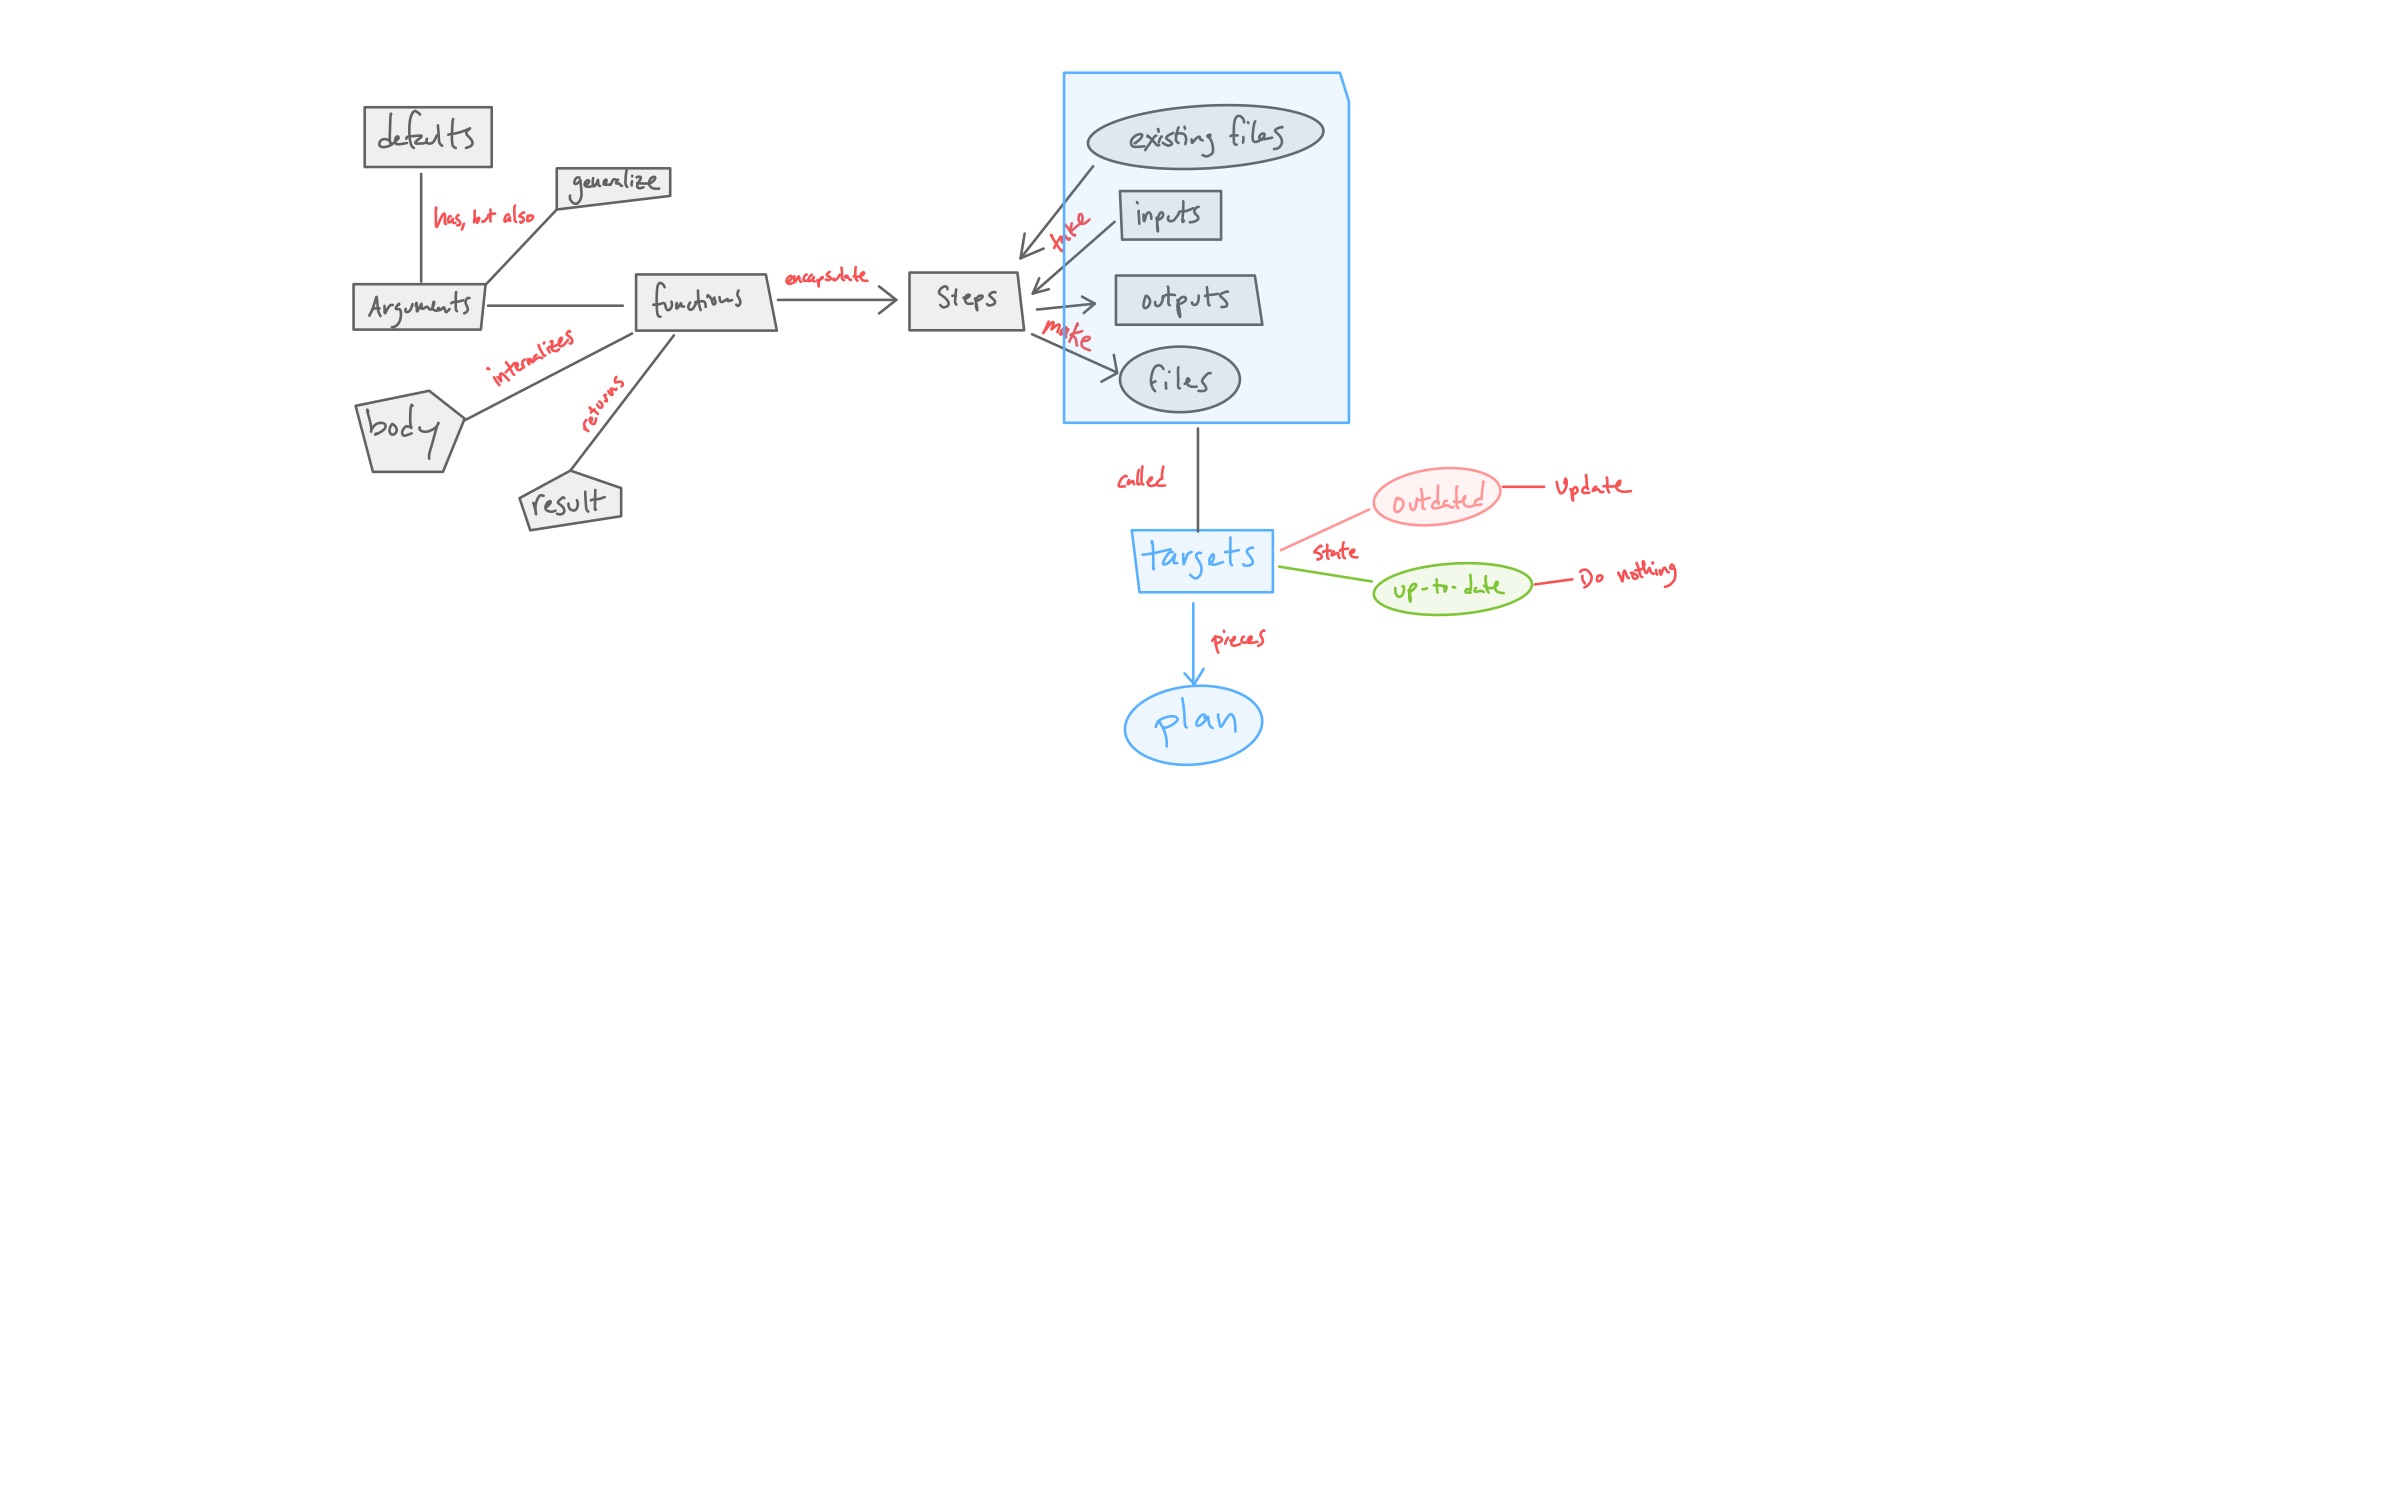 defaults
generalize
has, but also
Arguments
functions
encapsulate
Steps
existing files
inputs
take
outputs
make
files
internalizes
body
returns
result
called
targets
state
outdated
Update
up-to-date
Do nothing
pieces
plan